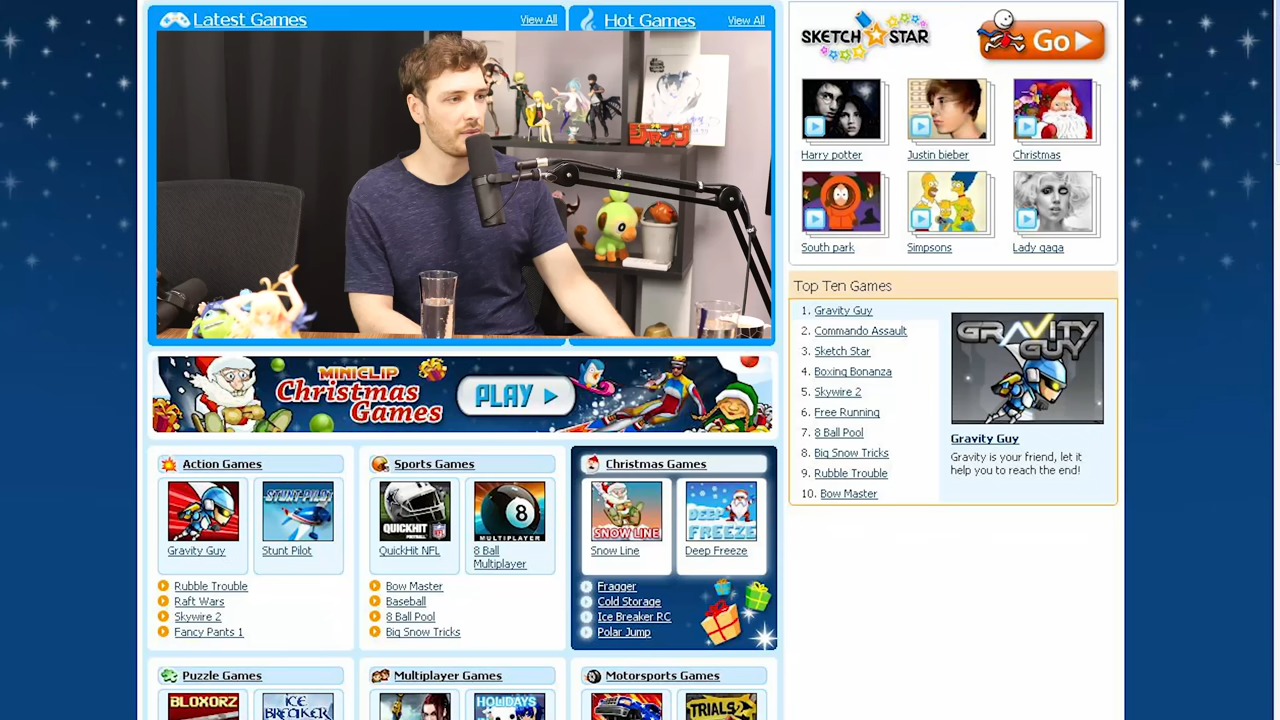 Latest Games
View All
Hot Games
View All
SKETCH STAR
Go
Harry potter
Justin bieber
Christmas
South park
Simpsons
Lady gaga
Top Ten Games
1. Gravity Guy
2. Commando Assault
3. Sketch Star
4. Boxing Bonanza
5. Skywire 2
6. Free Running
7. 8 Ball Pool
8. Big Snow Tricks
9. Rubble Trouble
10. Bow Master
GRAVITY
GUY
Gravity Guy
Gravity is your friend, let it
help you to reach the end!
MINICLIP
Christmas
Games
PLAY
Action Games
STUNT-PILOT
Gravity Guy
Stunt Pilot
Rubble Trouble
Raft Wars
Skywire 2
Fancy Pants 1
Sports Games
QUICKHIT
NFL
8
MULTIPLAYER
QuickHit NFL
8 Ball
Multiplayer
Bow Master
Baseball
8 Ball Pool
Big Snow Tricks
Christmas Games
SNOW LINE
DEEP
FREEZE
Snow Line
Deep Freeze
Fragger
Cold Storage
Ice Breaker RC
Polar Jump
Puzzle Games
BLOXORZ
ICE
BREAKER
Multiplayer Games
HOLIDAYS
Motorsports Games
TRIALS 2